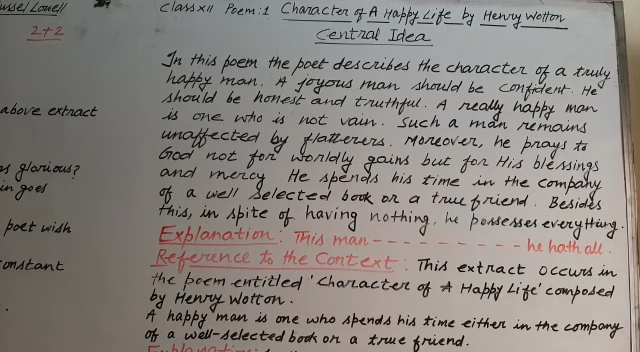 ussel Lowell
2+2
above extract
s glorious?
in goes
poet wish
onstant
Class XII Poem:1 Character of A Happy Life by Henry Wotton
Central Idea
In this poem the poet describes the character of a truly
happy man. A joyous man should be confident. He
should be honest and truthful. A really happy man
is one who is not vain. Such a man remains
unaffected by flatterers. Moreover, he prays to
God not for worldly gains but for His blessings
and mercy. He spends his time in the company
of a well selected book or a true friend. Besides
this, in spite of having nothing, he possesses everything.
Explanation: This man - - - - - - - - - - he hath all.
Reference to the Context: This extract occurs in
the poem entitled 'Character of A Happy Life' composed
by Henry Wotton.
A happy man is one who spends his time either in the company
of a well-selected book or a true friend.
Explanation: